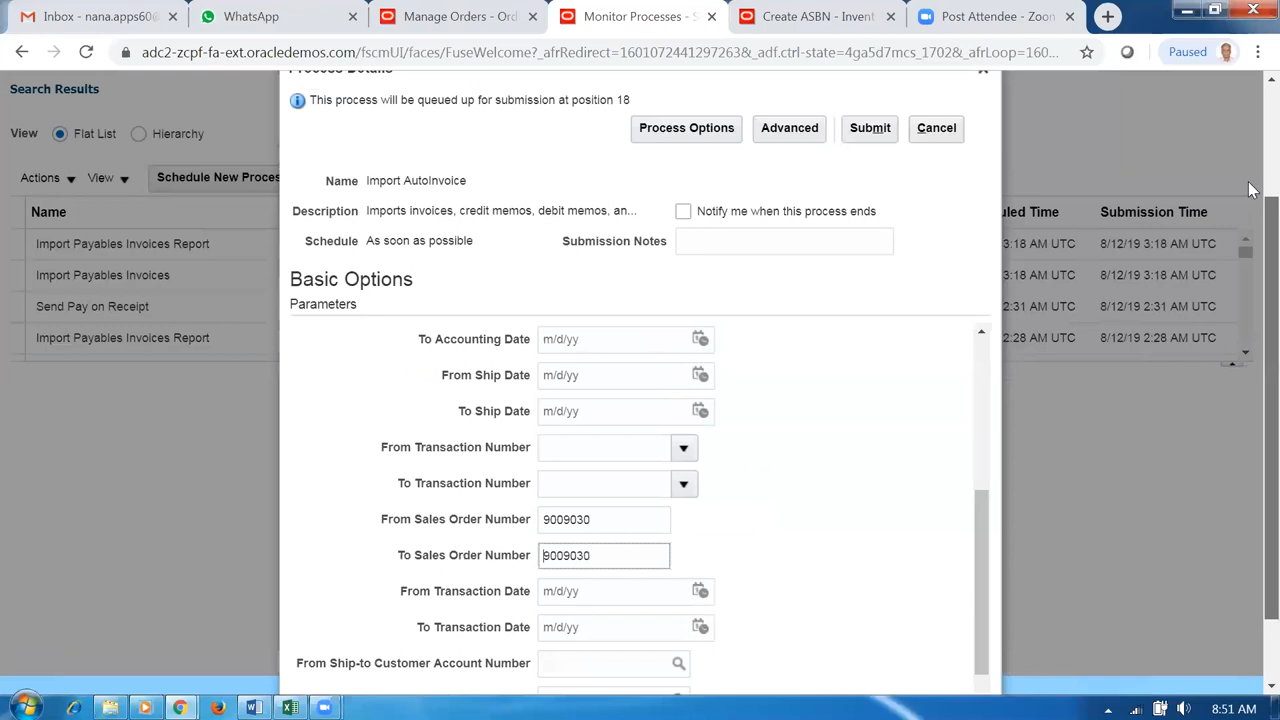 Inbox - nana.apps60
WhatsApp
Manage Orders
Monitor Processes - S
Create ASBN - Invent
Post Attendee - Zoom
Paused
adc2-zcpf-fa-ext.oracledemos.com/fscmUI/faces/FuseWelcome?_afrRedirect=1601072441297263&_adf.ctrl-state=4ga5d7mcs_1702&_afrLoop=160...
Process Details
Search Results
This process will be queued up for submission at position 18
View Flat List Hierarchy
Process Options Advanced Submit Cancel
Actions View Schedule New Proces
Name Import AutoInvoice
Name
Description Imports invoices, credit memos, debit memos, an... Notify me when this process ends
uled Time Submission Time
Schedule As soon as possible Submission Notes
Import Payables Invoices Report 3:18 AM UTC 8/12/19 3:18 AM UTC
Import Payables Invoices 3:18 AM UTC 8/12/19 3:18 AM UTC
Basic Options
Parameters
Send Pay on Receipt 2:31 AM UTC 8/12/19 2:31 AM UTC
Import Payables Invoices Report 2:28 AM UTC 8/12/19 2:28 AM UTC
To Accounting Date m/d/yy
From Ship Date m/d/yy
To Ship Date m/d/yy
From Transaction Number
To Transaction Number
From Sales Order Number 9009030
To Sales Order Number 9009030
From Transaction Date m/d/yy
To Transaction Date m/d/yy
From Ship-to Customer Account Number
8:51 AM